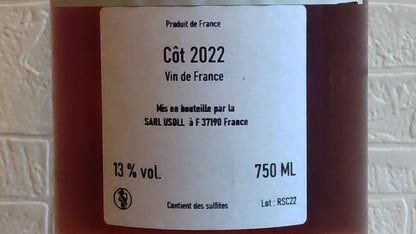 Produit de France
Côt 2022
Vin de France
Mis en bouteille par la
SARL USDLL à F 37190 France
13 % vol.
750 ML
Contient des sulfites
Lot : RSC22